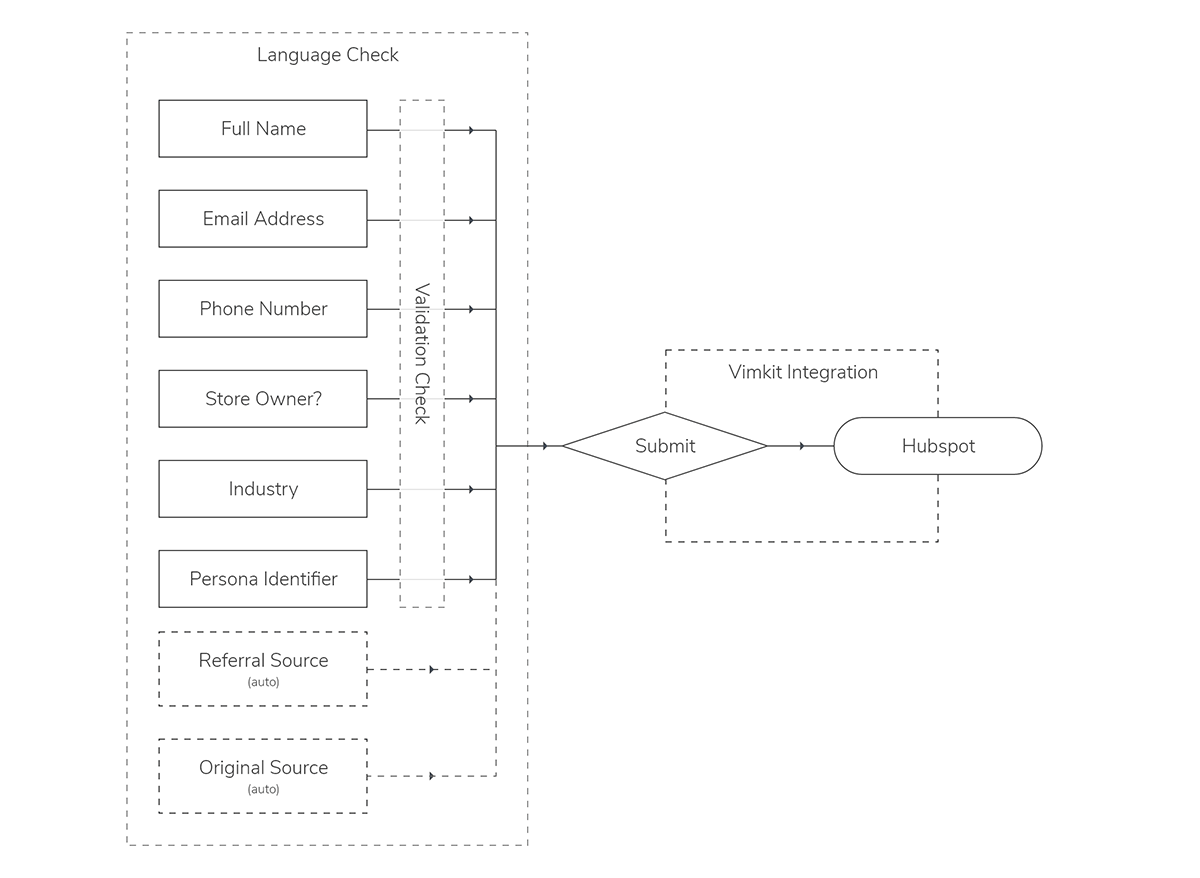 Language Check
Full Name
Email Address
Phone Number
Validation Check
Store Owner?
Industry
Persona Identifier
Referral Source
(auto)
Original Source
(auto)
Submit
Vimkit Integration
Hubspot